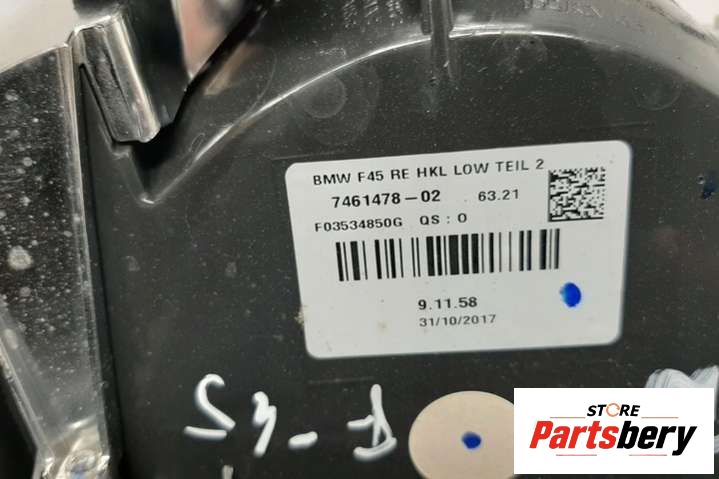 BMW F45 RE HKL LOW TEIL 2
7461478-02 63.21
F03534850G QS : O
9.11.58
31/10/2017
F-45
STORE
Partsbery